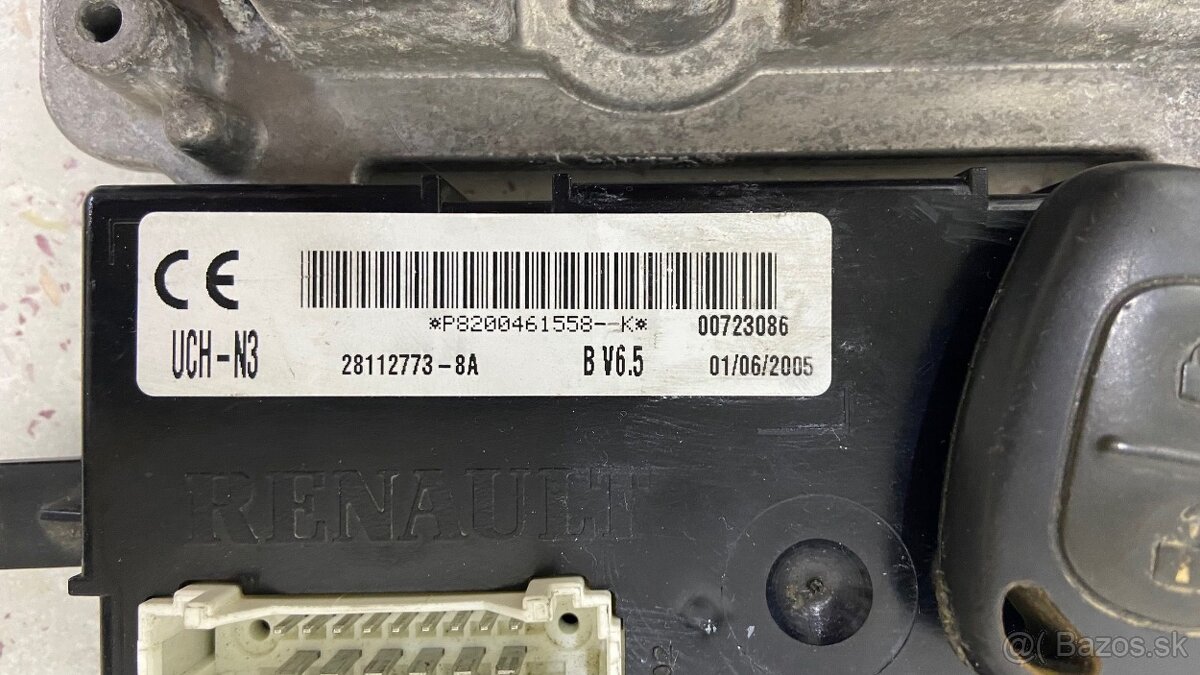 CE
*P8200461558--K* 00723086
UCH-N3 28112773-8A B V6.5 01/06/2005
RENAULT
@( Bazos.sk